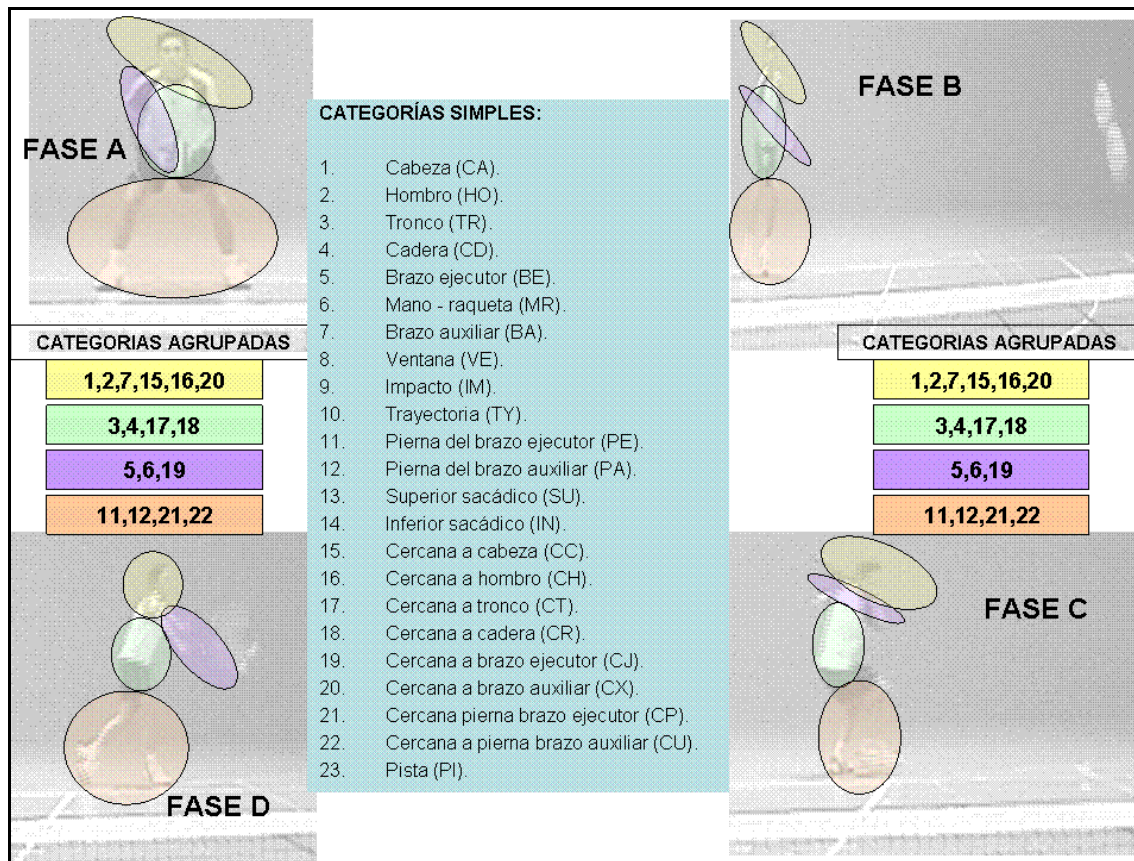 FASE A
FASE B
CATEGORÍAS SIMPLES:
1. Cabeza (CA).
2. Hombro (HO).
3. Tronco (TR).
4. Cadera (CD).
5. Brazo ejecutor (BE).
6. Mano - raqueta (MR).
7. Brazo auxiliar (BA).
8. Ventana (VE).
9. Impacto (IM).
10. Trayectoria (TY).
11. Pierna del brazo ejecutor (PE).
12. Pierna del brazo auxiliar (PA).
13. Superior sacádico (SU).
14. Inferior sacádico (IN).
15. Cercana a cabeza (CC).
16. Cercana a hombro (CH).
17. Cercana a tronco (CT).
18. Cercana a cadera (CR).
19. Cercana a brazo ejecutor (CJ).
20. Cercana a brazo auxiliar (CX).
21. Cercana pierna brazo ejecutor (CP).
22. Cercana a pierna brazo auxiliar (CU).
23. Pista (PI).
CATEGORIAS AGRUPADAS
1,2,7,15,16,20
3,4,17,18
5,6,19
11,12,21,22
CATEGORIAS AGRUPADAS
1,2,7,15,16,20
3,4,17,18
5,6,19
11,12,21,22
FASE D
FASE C